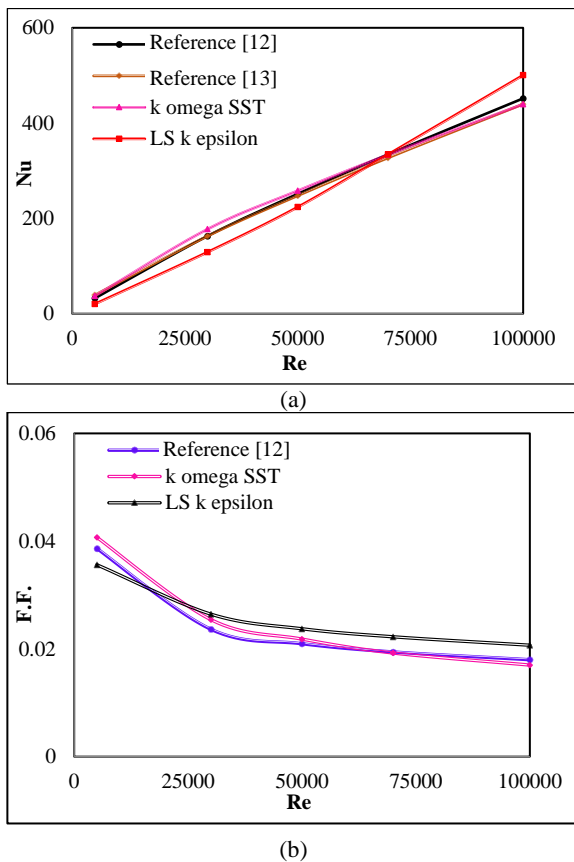 600
Reference [12]
Reference [13]
k omega SST
LS k epsilon
400
Nu
200
0
0 25000 50000 75000 100000
Re
(a)
0.06
Reference [12]
k omega SST
LS k epsilon
0.04
F.F.
0.02
0
0 25000 50000 75000 100000
Re
(b)